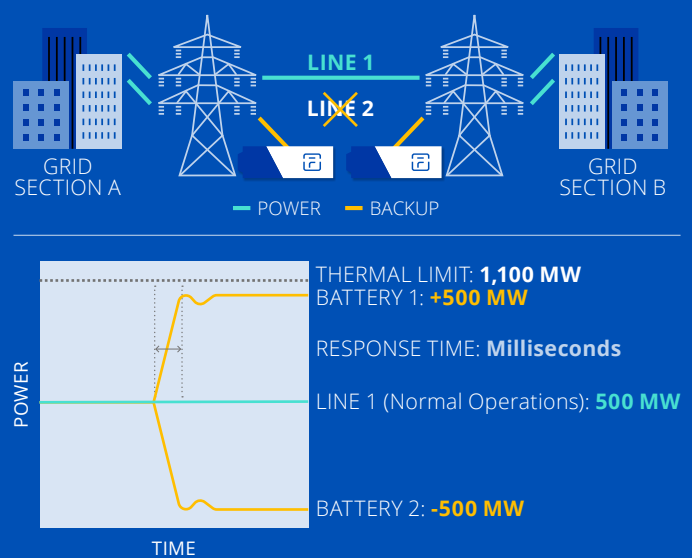 LINE 1
LINE 2
GRID
SECTION A
GRID
SECTION B
POWER
BACKUP
THERMAL LIMIT: 1,100 MW
BATTERY 1: +500 MW
RESPONSE TIME: Milliseconds
POWER
LINE 1 (Normal Operations): 500 MW
BATTERY 2: -500 MW
TIME